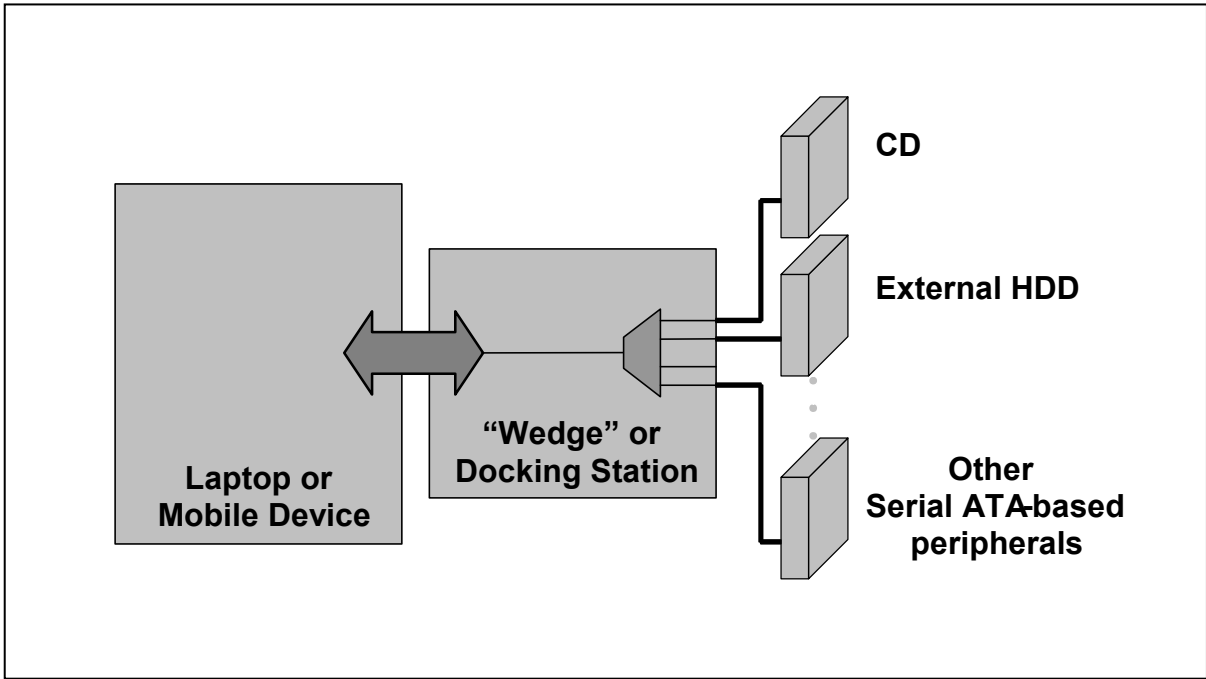 CD
External HDD
“Wedge” or
Docking Station
Laptop or
Mobile Device
Other
Serial ATA-based
peripherals